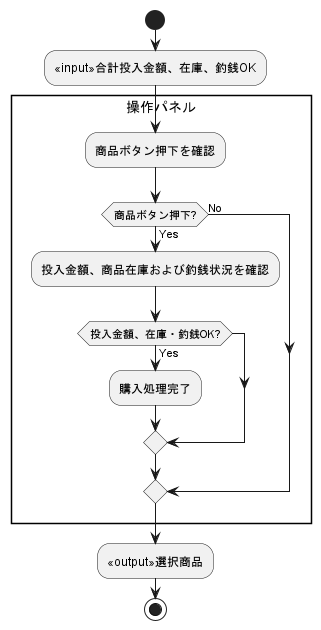 «input»合計投入金額、在庫、釣銭OK
操作パネル
商品ボタン押下を確認
商品ボタン押下?
No
Yes
投入金額、商品在庫および釣銭状況を確認
投入金額、在庫・釣銭OK?
Yes
購入処理完了
«output»選択商品